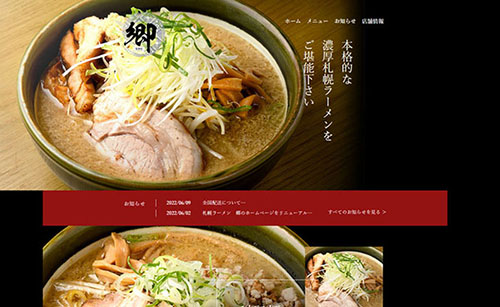 郷
ホーム メニュー お知らせ 店舗情報
本格的な
濃厚札幌ラーメンを
ご堪能下さい
お知らせ
2022/06/09 全国配送について…
2022/06/02 札幌ラーメン 郷のホームページをリニューアル…
すべてのお知らせを見る >